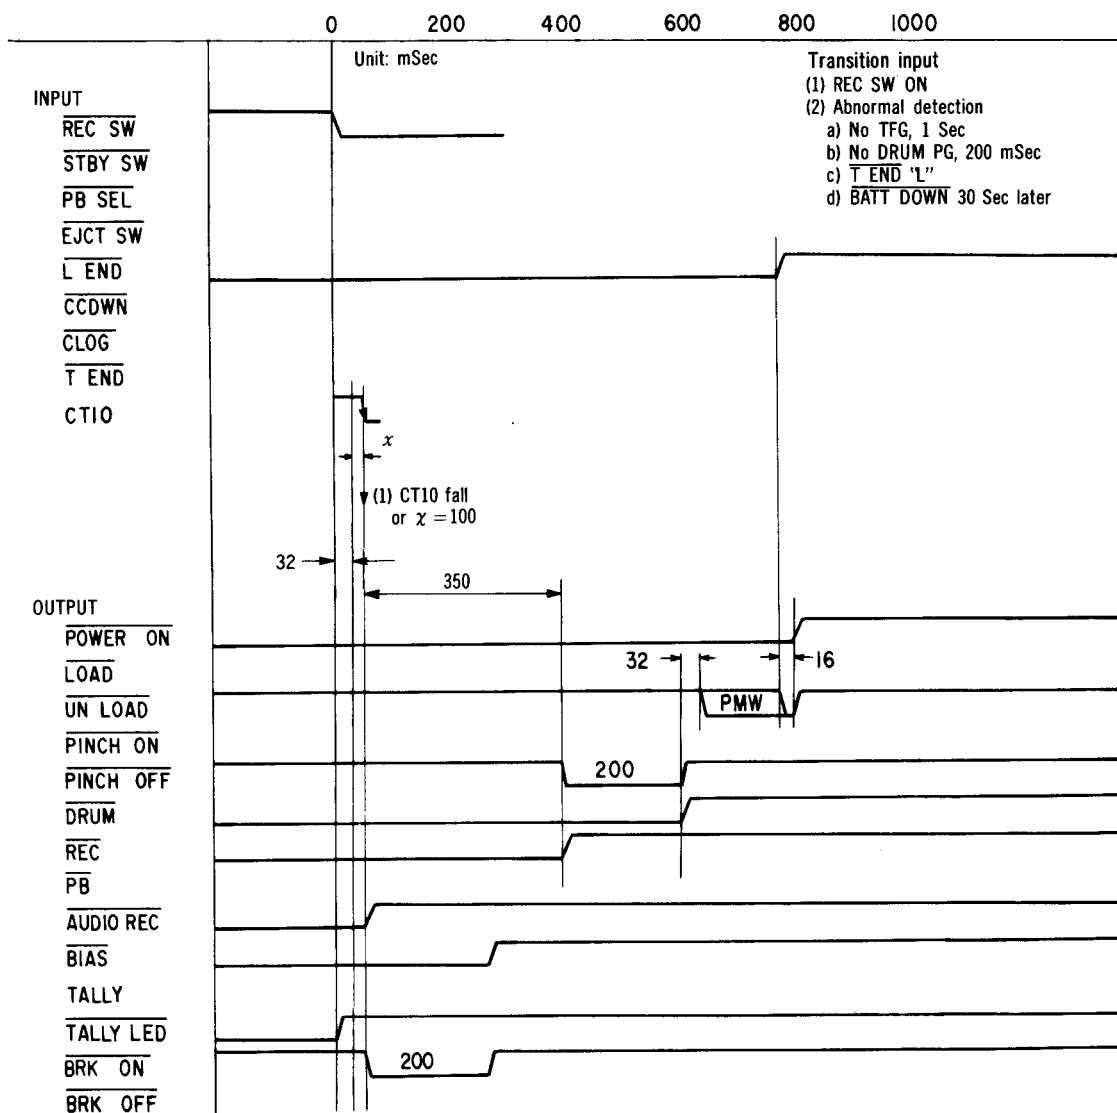 0 200 400 600 800 1000
Unit: mSec
Transition input
(1) REC SW ON
(2) Abnormal detection
a) No TFG, 1 Sec
b) No DRUM PG, 200 mSec
c) T END "L"
d) BATT DOWN 30 Sec later
INPUT
REC SW
STBY SW
PB SEL
EJCT SW
L END
CCDWN
CLOG
T END
CT10
x
(1) CT10 fall
or χ = 100
32
350
OUTPUT
POWER ON
32 16
LOAD
UN LOAD
PMW
PINCH ON
PINCH OFF
200
DRUM
REC
PB
AUDIO REC
BIAS
TALLY
TALLY LED
BRK ON
200
BRK OFF